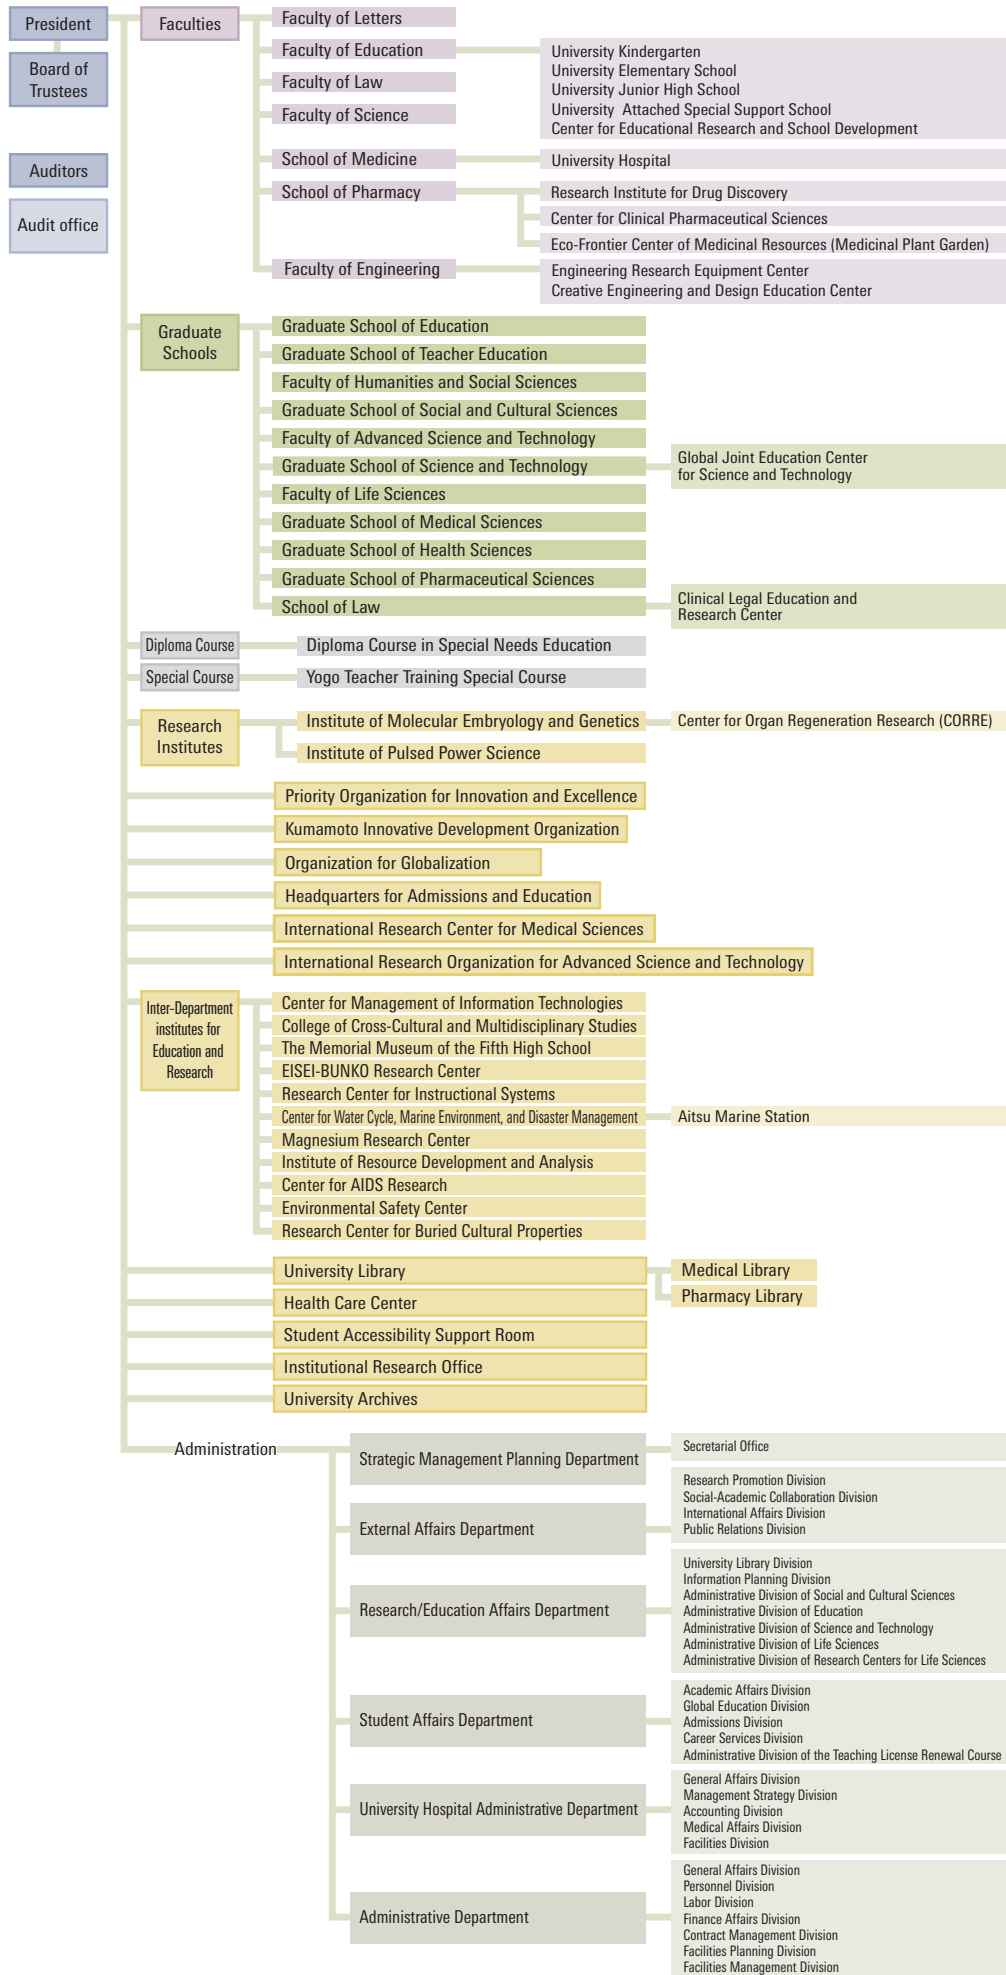 President
Board of
Trustees
Auditors
Audit office
Faculties
Faculty of Letters
Faculty of Education
University Kindergarten
University Elementary School
University Junior High School
University Attached Special Support School
Center for Educational Research and School Development
Faculty of Law
Faculty of Science
School of Medicine
University Hospital
School of Pharmacy
Research Institute for Drug Discovery
Center for Clinical Pharmaceutical Sciences
Eco-Frontier Center of Medicinal Resources (Medicinal Plant Garden)
Faculty of Engineering
Engineering Research Equipment Center
Creative Engineering and Design Education Center
Graduate
Schools
Graduate School of Education
Graduate School of Teacher Education
Faculty of Humanities and Social Sciences
Graduate School of Social and Cultural Sciences
Faculty of Advanced Science and Technology
Graduate School of Science and Technology
Global Joint Education Center
for Science and Technology
Faculty of Life Sciences
Graduate School of Medical Sciences
Graduate School of Health Sciences
Graduate School of Pharmaceutical Sciences
School of Law
Clinical Legal Education and
Research Center
Diploma Course
Diploma Course in Special Needs Education
Special Course
Yogo Teacher Training Special Course
Research
Institutes
Institute of Molecular Embryology and Genetics
Center for Organ Regeneration Research (CORRE)
Institute of Pulsed Power Science
Priority Organization for Innovation and Excellence
Kumamoto Innovative Development Organization
Organization for Globalization
Headquarters for Admissions and Education
International Research Center for Medical Sciences
International Research Organization for Advanced Science and Technology
Inter-Department
institutes for
Education and
Research
Center for Management of Information Technologies
College of Cross-Cultural and Multidisciplinary Studies
The Memorial Museum of the Fifth High School
EISEI-BUNKO Research Center
Research Center for Instructional Systems
Center for Water Cycle, Marine Environment, and Disaster Management
Aitsu Marine Station
Magnesium Research Center
Institute of Resource Development and Analysis
Center for AIDS Research
Environmental Safety Center
Research Center for Buried Cultural Properties
University Library
Medical Library
Pharmacy Library
Health Care Center
Student Accessibility Support Room
Institutional Research Office
University Archives
Administration
Strategic Management Planning Department
Secretarial Office
External Affairs Department
Research Promotion Division
Social-Academic Collaboration Division
International Affairs Division
Public Relations Division
Research/Education Affairs Department
University Library Division
Information Planning Division
Administrative Division of Social and Cultural Sciences
Administrative Division of Education
Administrative Division of Science and Technology
Administrative Division of Life Sciences
Administrative Division of Research Centers for Life Sciences
Student Affairs Department
Academic Affairs Division
Global Education Division
Admissions Division
Career Services Division
Administrative Division of the Teaching License Renewal Course
University Hospital Administrative Department
General Affairs Division
Management Strategy Division
Accounting Division
Medical Affairs Division
Facilities Division
Administrative Department
General Affairs Division
Personnel Division
Labor Division
Finance Affairs Division
Contract Management Division
Facilities Planning Division
Facilities Management Division